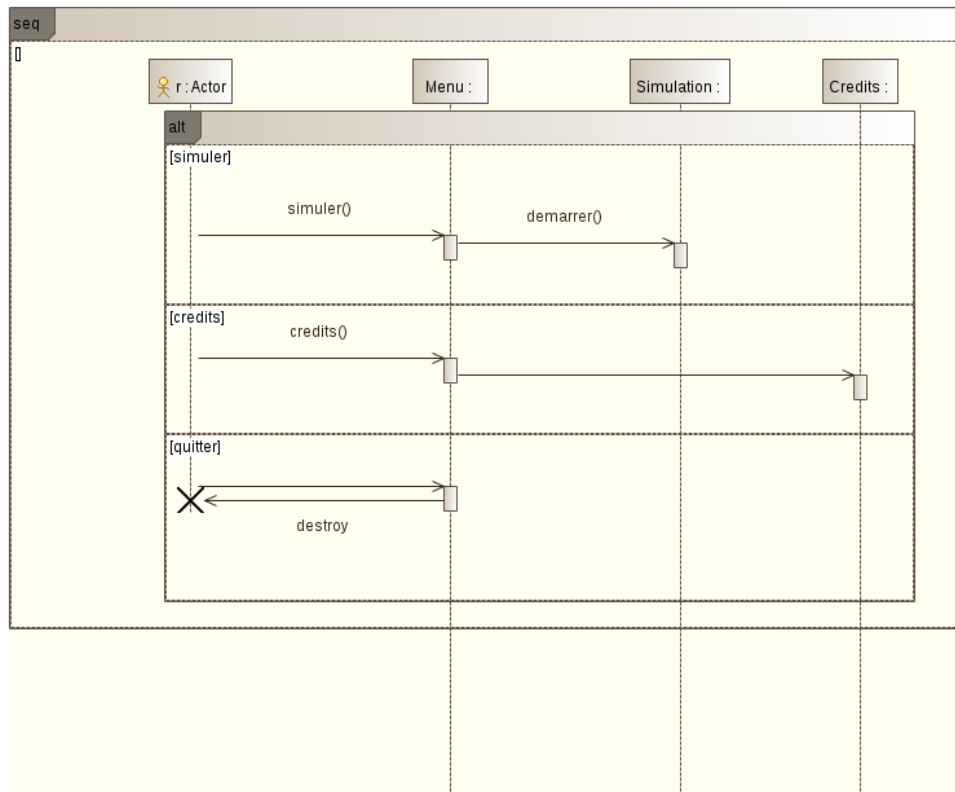 seq
[]
r : Actor
Menu :
Simulation :
Credits :
alt
[simuler]
simuler()
demarrer()
[credits]
credits()
[quitter]
destroy